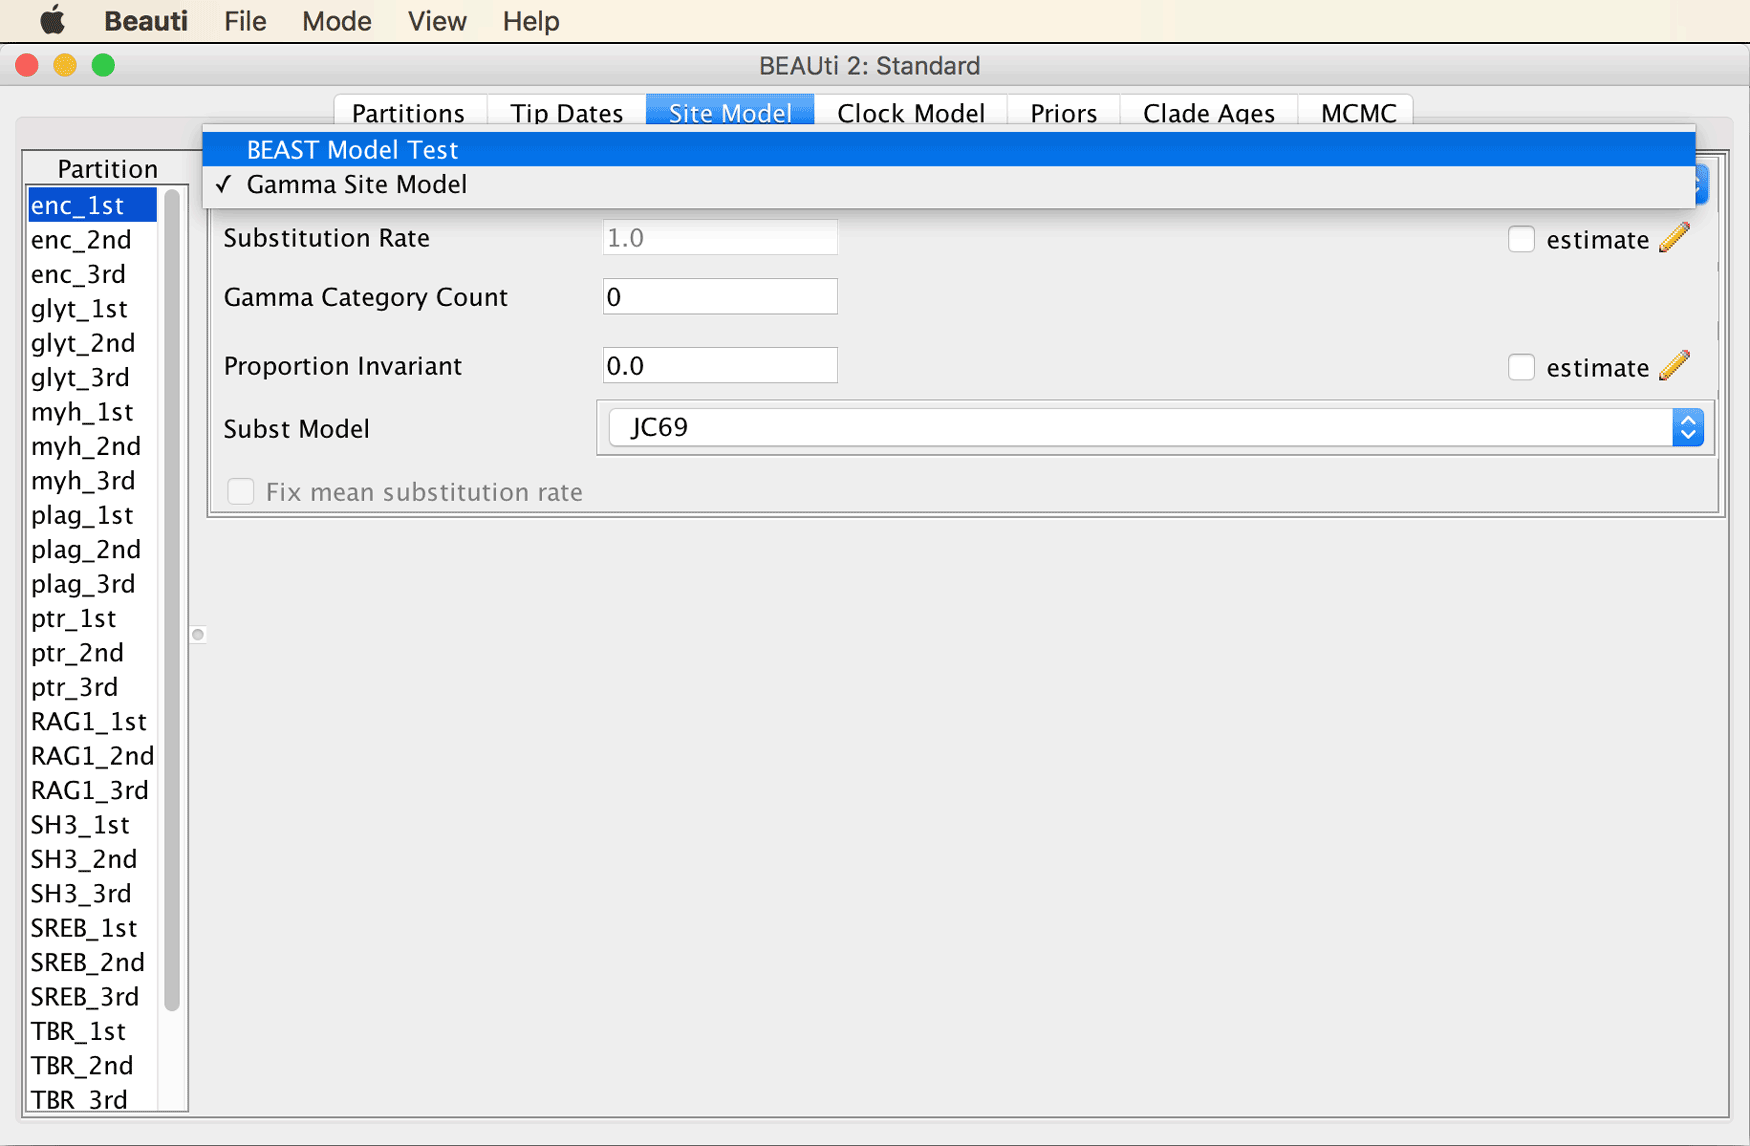 Beauti File Mode View Help
BEAUti 2: Standard
Partitions Tip Dates Site Model Clock Model Priors Clade Ages MCMC
BEAST Model Test
✓ Gamma Site Model
Partition
enc_1st
enc_2nd
enc_3rd
glyt_1st
glyt_2nd
glyt_3rd
myh_1st
myh_2nd
myh_3rd
plag_1st
plag_2nd
plag_3rd
ptr_1st
ptr_2nd
ptr_3rd
RAG1_1st
RAG1_2nd
RAG1_3rd
SH3_1st
SH3_2nd
SH3_3rd
SREB_1st
SREB_2nd
SREB_3rd
TBR_1st
TBR_2nd
TBR_3rd
Substitution Rate 1.0 estimate
Gamma Category Count 0
Proportion Invariant 0.0 estimate
Subst Model JC69
Fix mean substitution rate